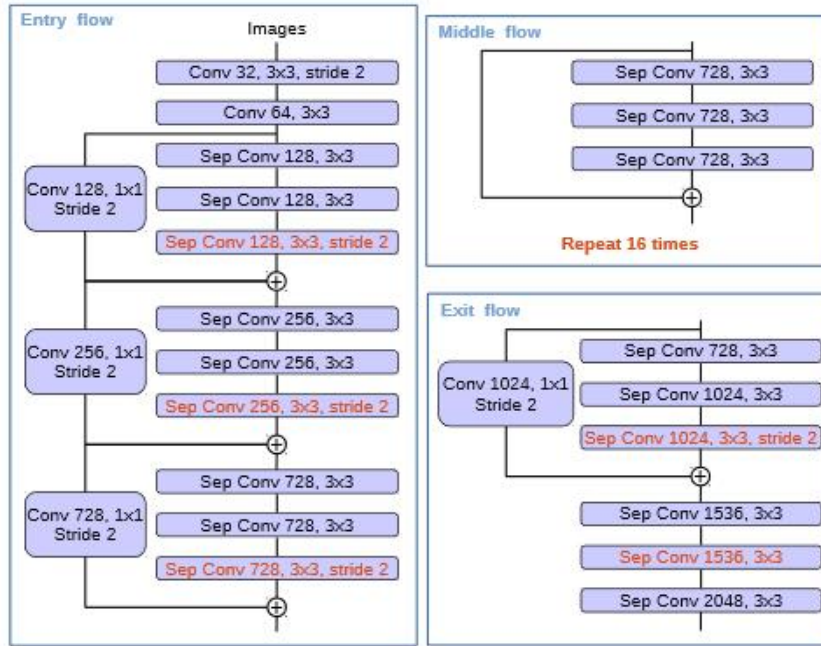 Entry flow
Images
Conv 32, 3x3, stride 2
Conv 64, 3x3
Sep Conv 128, 3x3
Conv 128, 1x1
Stride 2
Sep Conv 128, 3x3
Sep Conv 128, 3x3, stride 2
Sep Conv 256, 3x3
Conv 256, 1x1
Stride 2
Sep Conv 256, 3x3
Sep Conv 256, 3x3, stride 2
Sep Conv 728, 3x3
Conv 728, 1x1
Stride 2
Sep Conv 728, 3x3
Sep Conv 728, 3x3, stride 2
Middle flow
Sep Conv 728, 3x3
Sep Conv 728, 3x3
Sep Conv 728, 3x3
Repeat 16 times
Exit flow
Sep Conv 728, 3x3
Conv 1024, 1x1
Stride 2
Sep Conv 1024, 3x3
Sep Conv 1024, 3x3, stride 2
Sep Conv 1536, 3x3
Sep Conv 1536, 3x3
Sep Conv 2048, 3x3